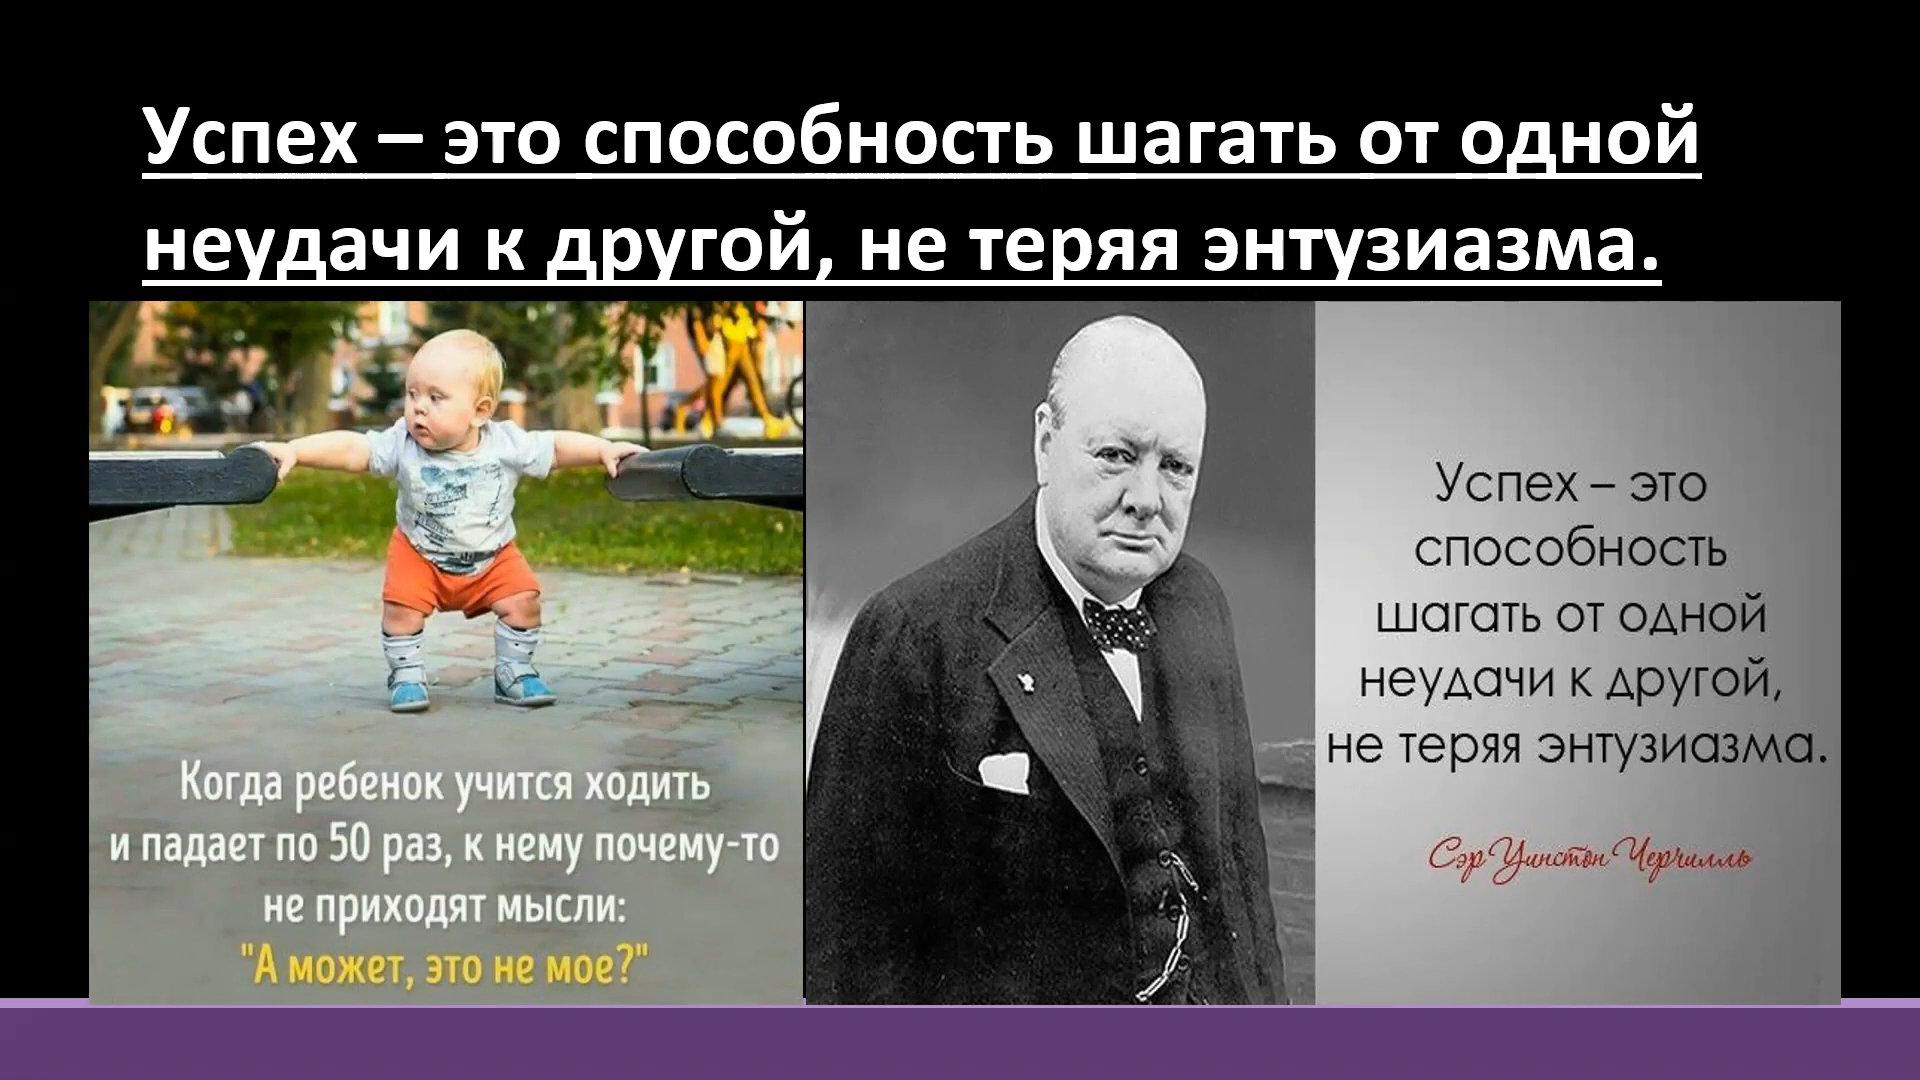 Успех – это способность шагать от одной
неудачи к другой, не теряя энтузиазма.
Когда ребенок учится ходить
и падает по 50 раз, к нему почему-то
не приходят мысли:
"А может, это не мое?"
Успех – это
способность
шагать от одной
неудачи к другой,
не теряя энтузиазма.
Сэр Уинстон Черчилль